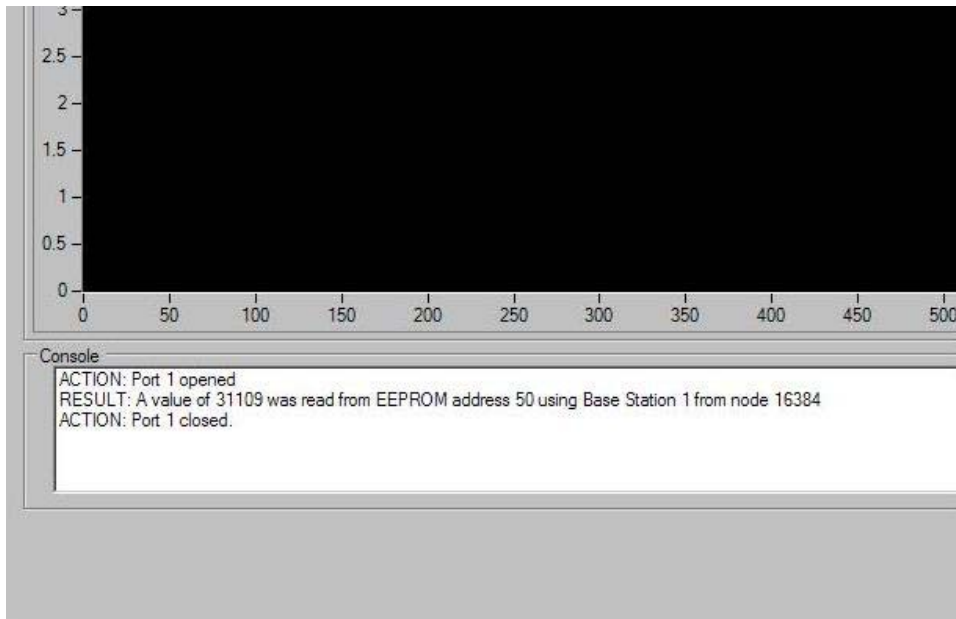 3
2.5
2
1.5
1
0.5
0
0 50 100 150 200 250 300 350 400 450 500
Console
ACTION: Port 1 opened
RESULT: A value of 31109 was read from EEPROM address 50 using Base Station 1 from node 16384
ACTION: Port 1 closed.